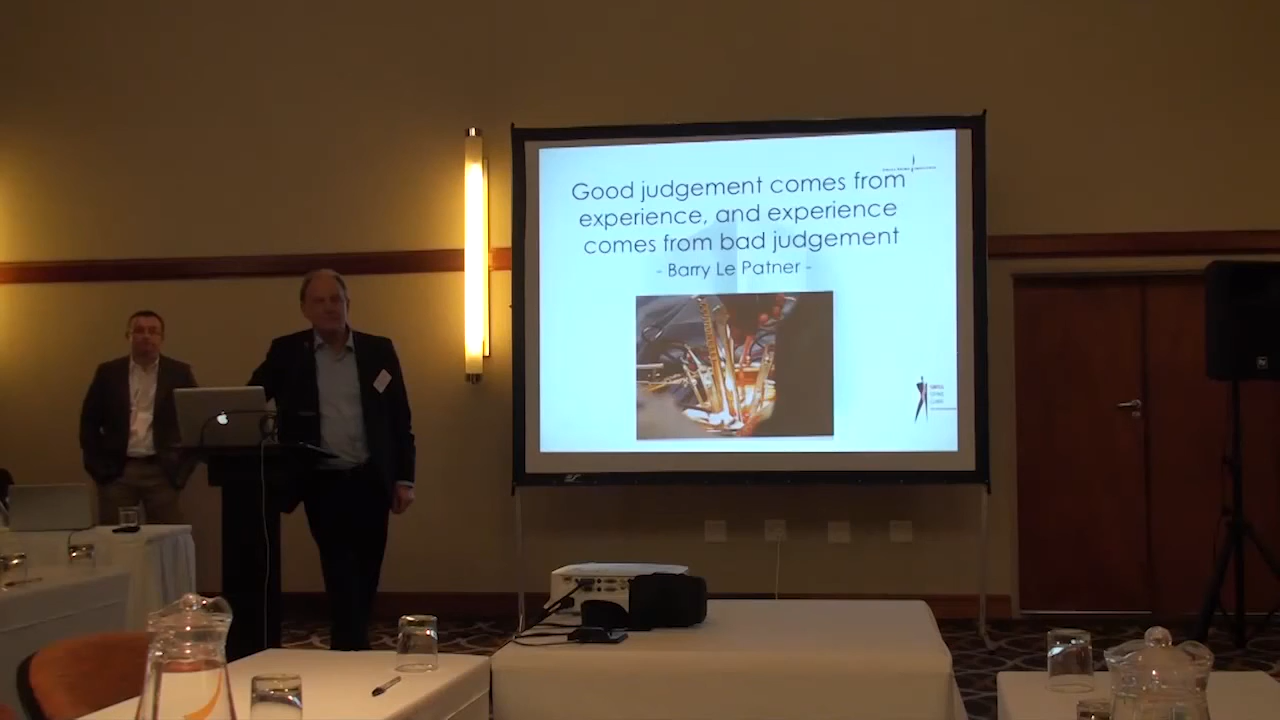 Good judgement comes from
experience, and experience
comes from bad judgement
- Barry Le Patner -